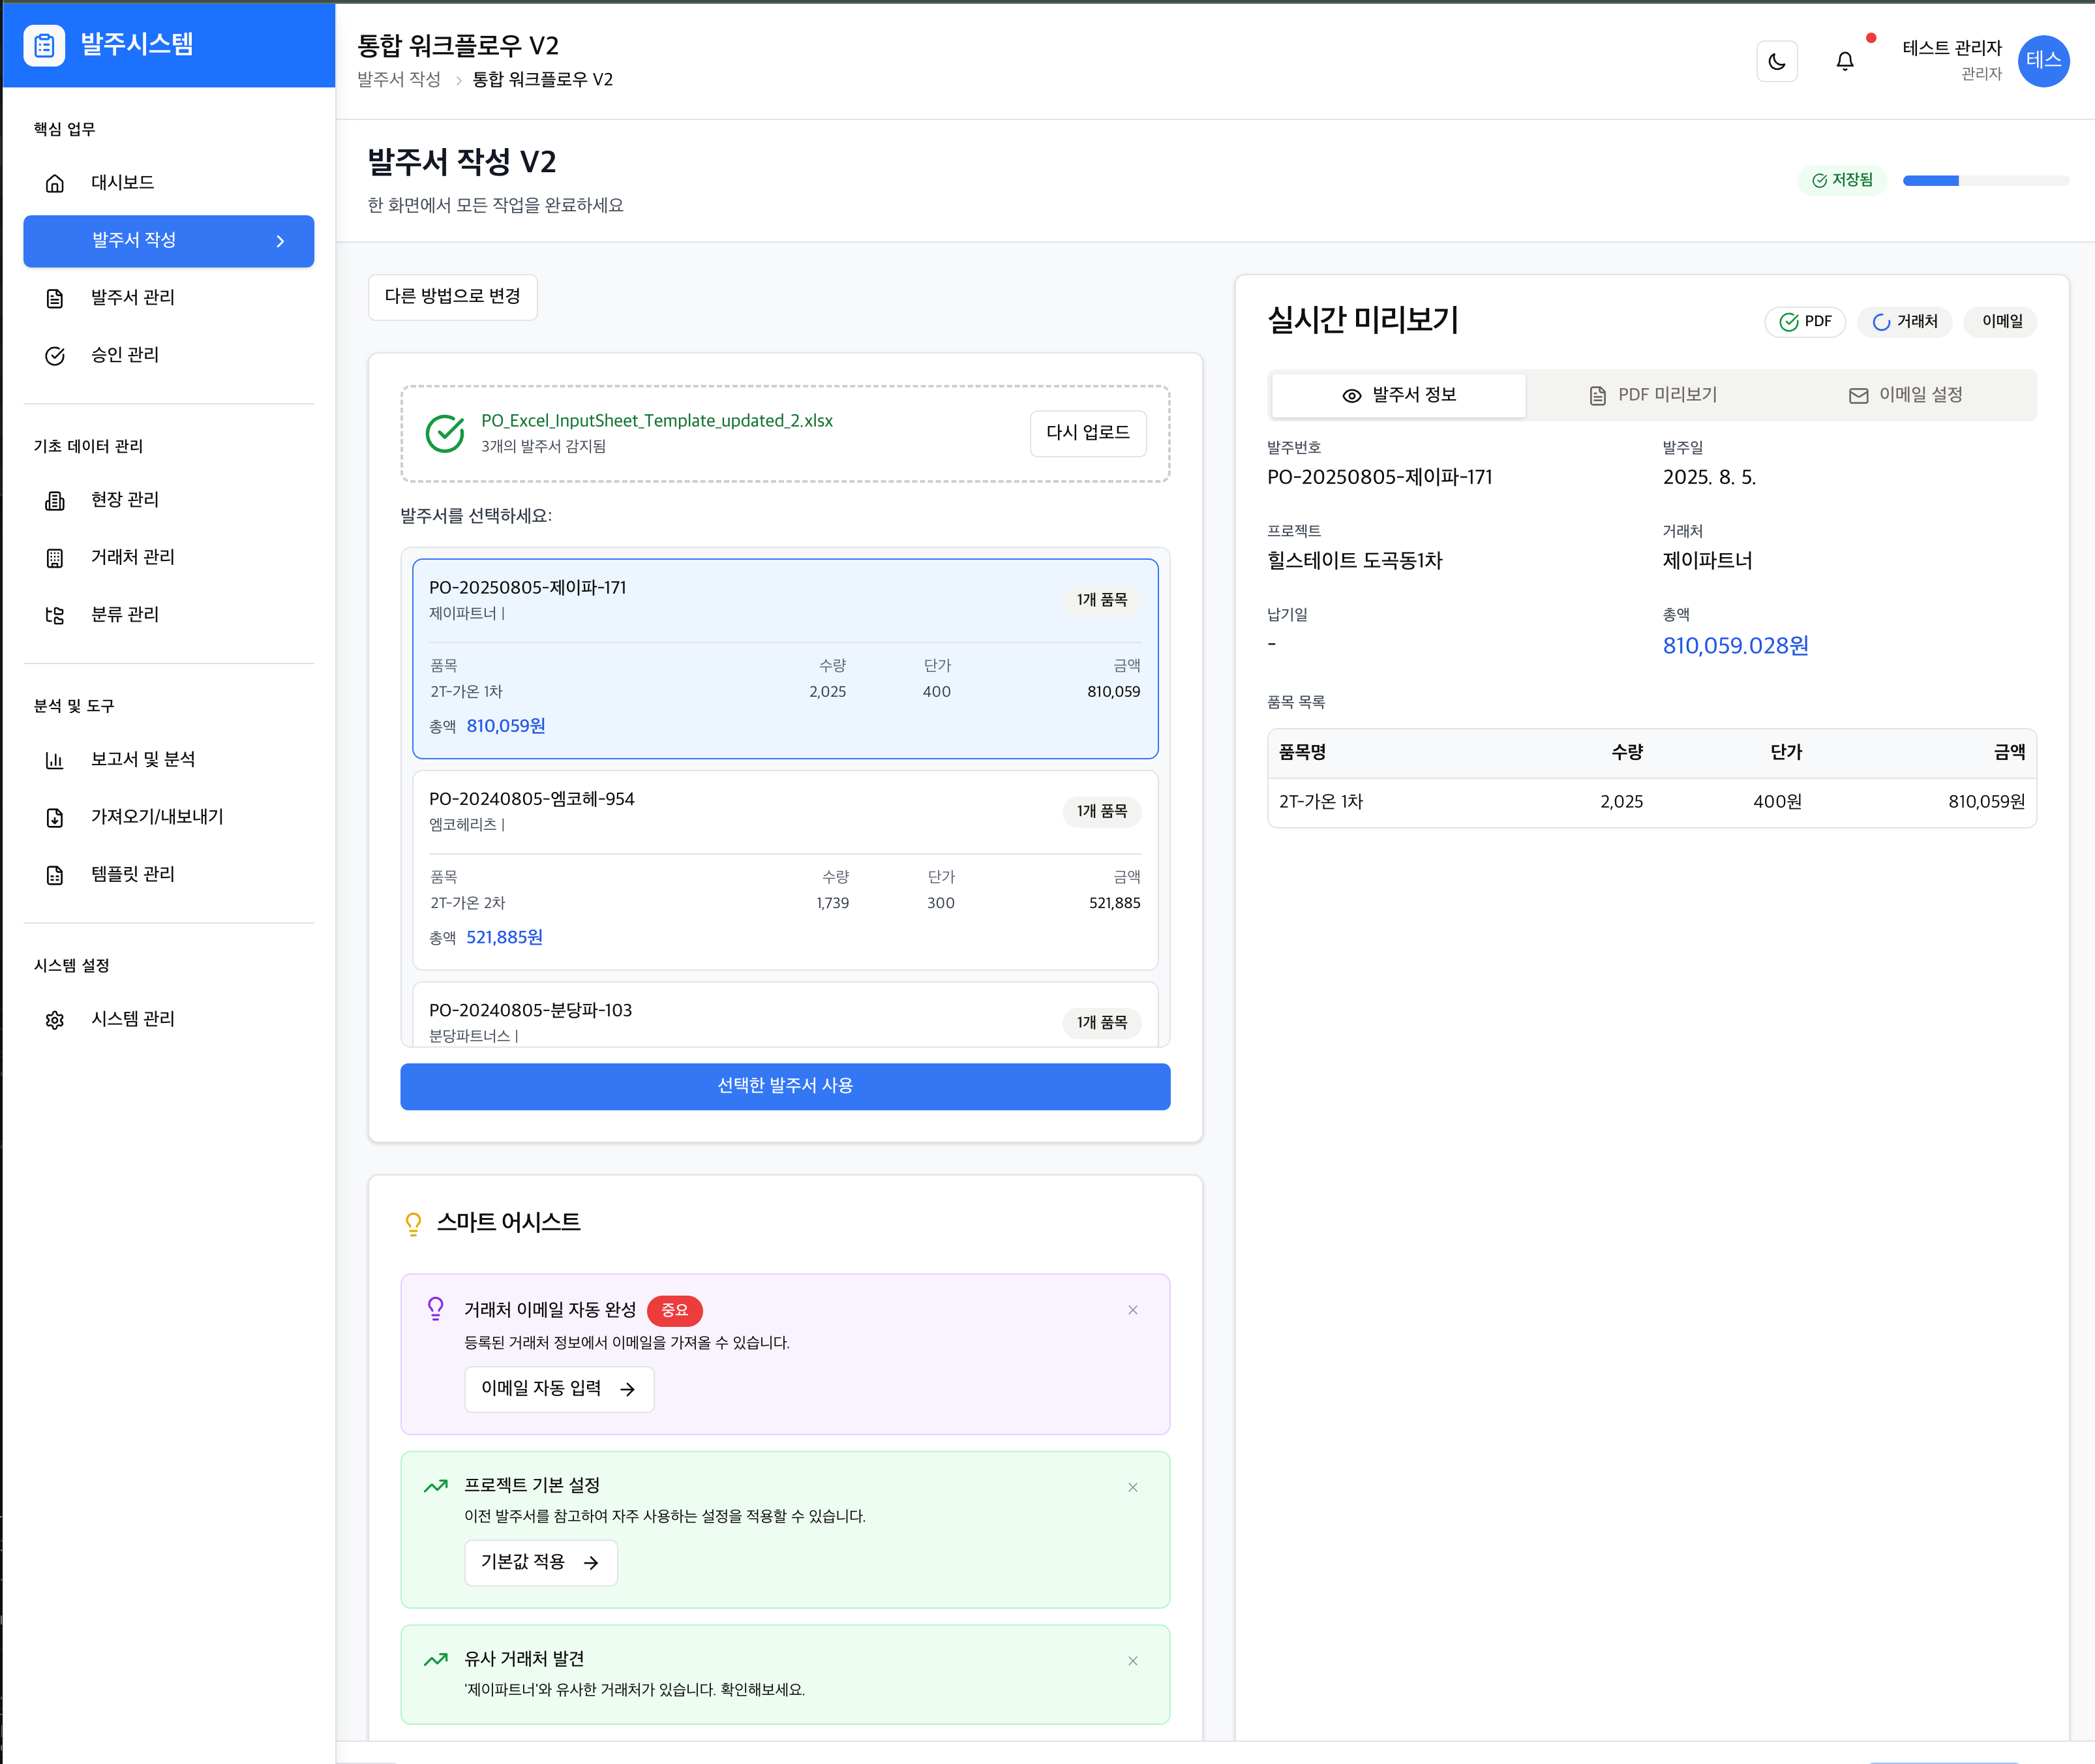 발주시스템
핵심 업무
대시보드
발주서 작성
발주서 관리
승인 관리
기초 데이터 관리
현장 관리
거래처 관리
분류 관리
분석 및 도구
보고서 및 분석
가져오기/내보내기
템플릿 관리
시스템 설정
시스템 관리
통합 워크플로우 V2
발주서 작성 > 통합 워크플로우 V2
테스트 관리자
관리자
테스
발주서 작성 V2
한 화면에서 모든 작업을 완료하세요
저장됨
다른 방법으로 변경
PO_Excel_InputSheet_Template_updated_2.xlsx
3개의 발주서 감지됨
다시 업로드
발주서를 선택하세요:
PO-20250805-제이파-171
제이파트너 |
1개 품목
품목 수량 단가 금액
2T-가온 1차 2,025 400 810,059
총액 810,059원
PO-20240805-엠코헤-954
엠코헤리츠 |
1개 품목
품목 수량 단가 금액
2T-가온 2차 1,739 300 521,885
총액 521,885원
PO-20240805-분당파-103
분당파트너스 |
1개 품목
선택한 발주서 사용
스마트 어시스트
거래처 이메일 자동 완성 중요
등록된 거래처 정보에서 이메일을 가져올 수 있습니다.
이메일 자동 입력
프로젝트 기본 설정
이전 발주서를 참고하여 자주 사용하는 설정을 적용할 수 있습니다.
기본값 적용
유사 거래처 발견
'제이파트너'와 유사한 거래처가 있습니다. 확인해보세요.
실시간 미리보기
PDF 거래처 이메일
발주서 정보 PDF 미리보기 이메일 설정
발주번호 발주일
PO-20250805-제이파-171 2025. 8. 5.
프로젝트 거래처
힐스테이트 도곡동1차 제이파트너
납기일 총액
- 810,059.028원
품목 목록
품목명 수량 단가 금액
2T-가온 1차 2,025 400원 810,059원